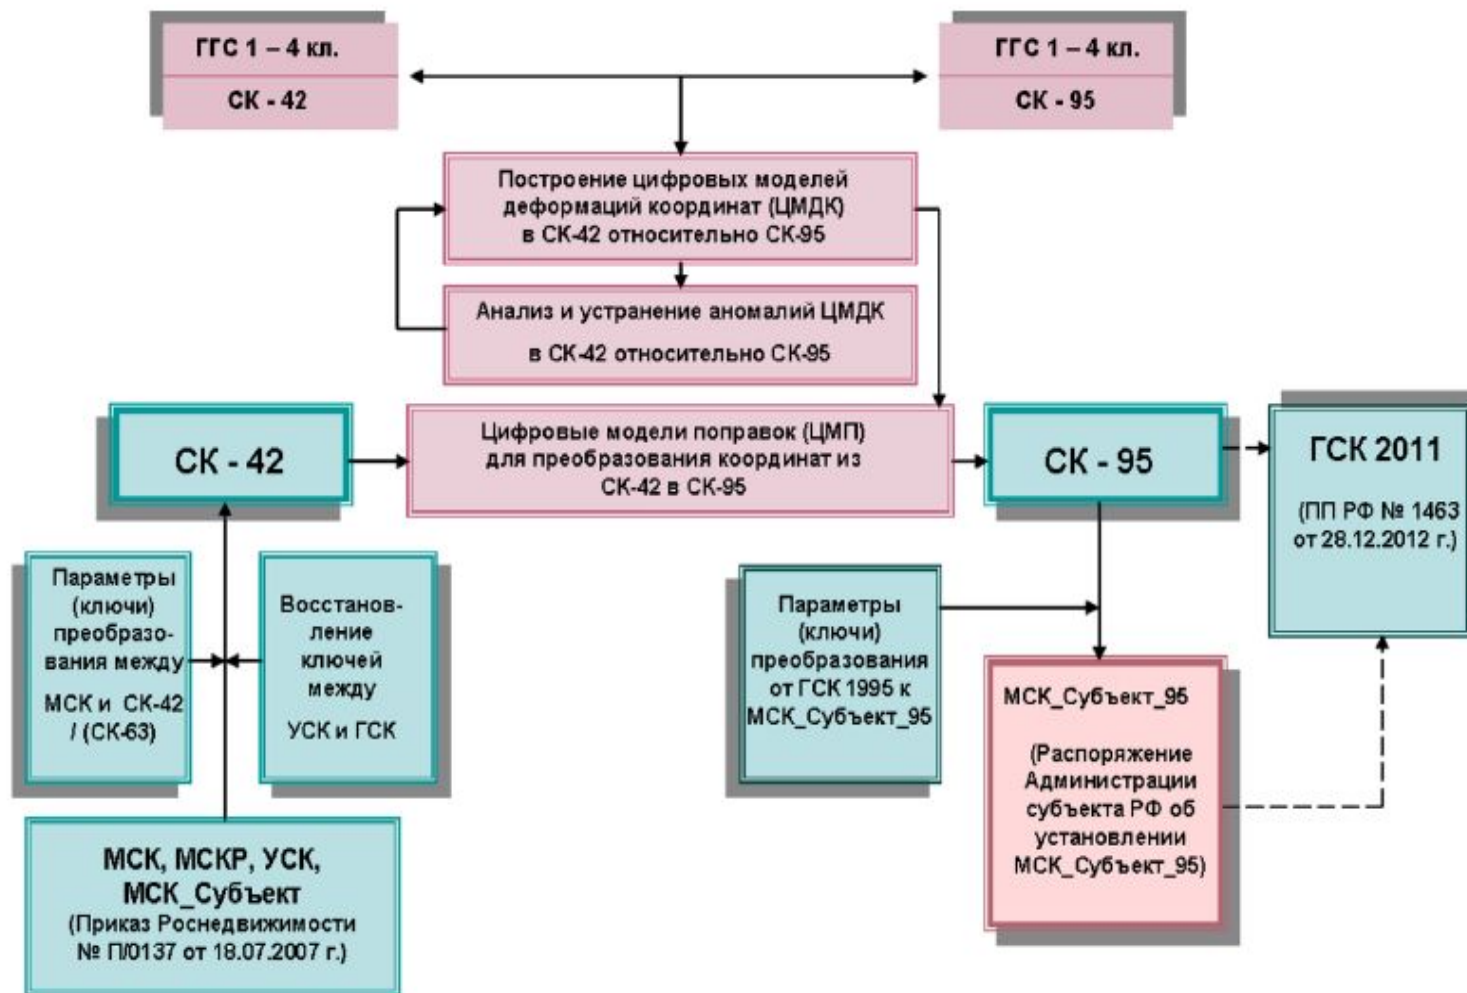 ГГС 1 – 4 кл.
СК - 42
ГГС 1 – 4 кл.
СК - 95
Построение цифровых моделей
деформаций координат (ЦМДК)
в СК-42 относительно СК-95
Анализ и устранение аномалий ЦМДК
в СК-42 относительно СК-95
СК - 42
Цифровые модели поправок (ЦМП)
для преобразования координат из
СК-42 в СК-95
СК - 95
ГСК 2011
(ПП РФ № 1463
от 28.12.2012 г.)
Параметры
(ключи)
преобразо-
вания между
МСК и СК-42
/ (СК-63)
Восстанов-
ление
ключей
между
УСК и ГСК
Параметры
(ключи)
преобразования
от ГСК 1995 к
МСК_Субъект_95
МСК_Субъект_95
(Распоряжение
Администрации
субъекта РФ об
установлении
МСК_Субъект_95)
МСК, МСКР, УСК,
МСК_Субъект
(Приказ Роснедвижимости
№ П/0137 от 18.07.2007 г.)